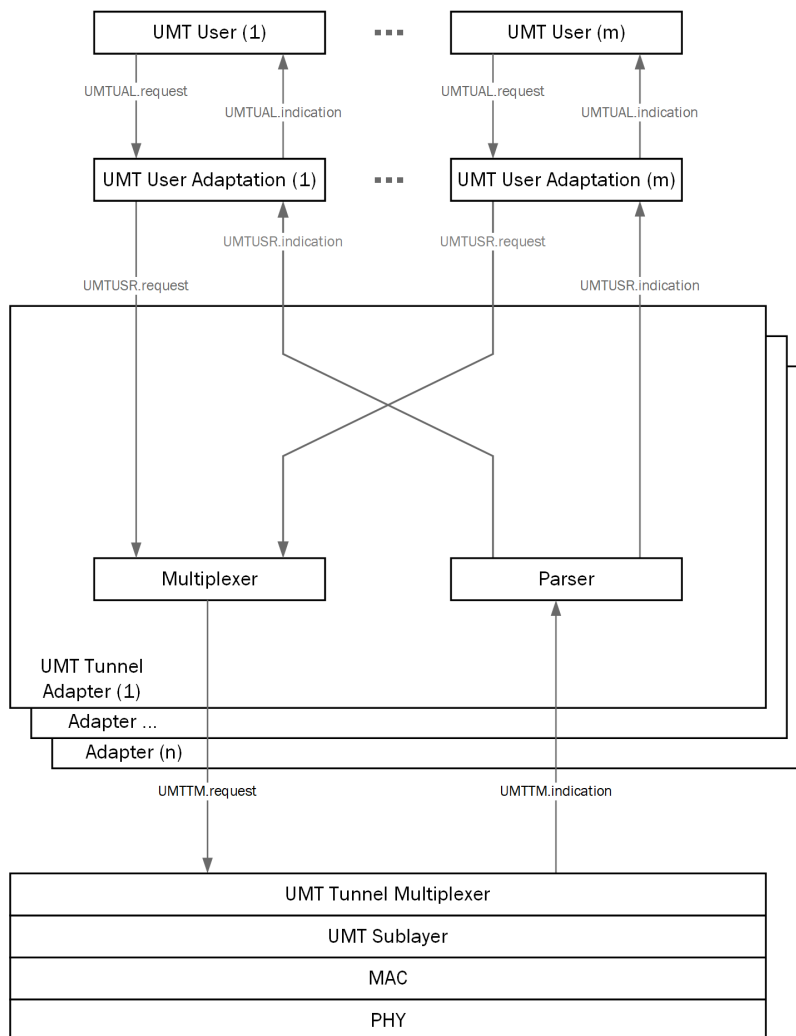 UMT User (1)
UMT User (m)
UMTUAL.request
UMTUAL.request
UMTUAL.indication
UMTUAL.indication
UMT User Adaptation (1)
UMT User Adaptation (m)
UMTUSR.indication
UMTUSR.request
UMTUSR.request
UMTUSR.indication
Multiplexer
Parser
UMT Tunnel
Adapter (1)
Adapter ...
Adapter (n)
UMTTM.request
UMTTM.indication
UMT Tunnel Multiplexer
UMT Sublayer
MAC
PHY